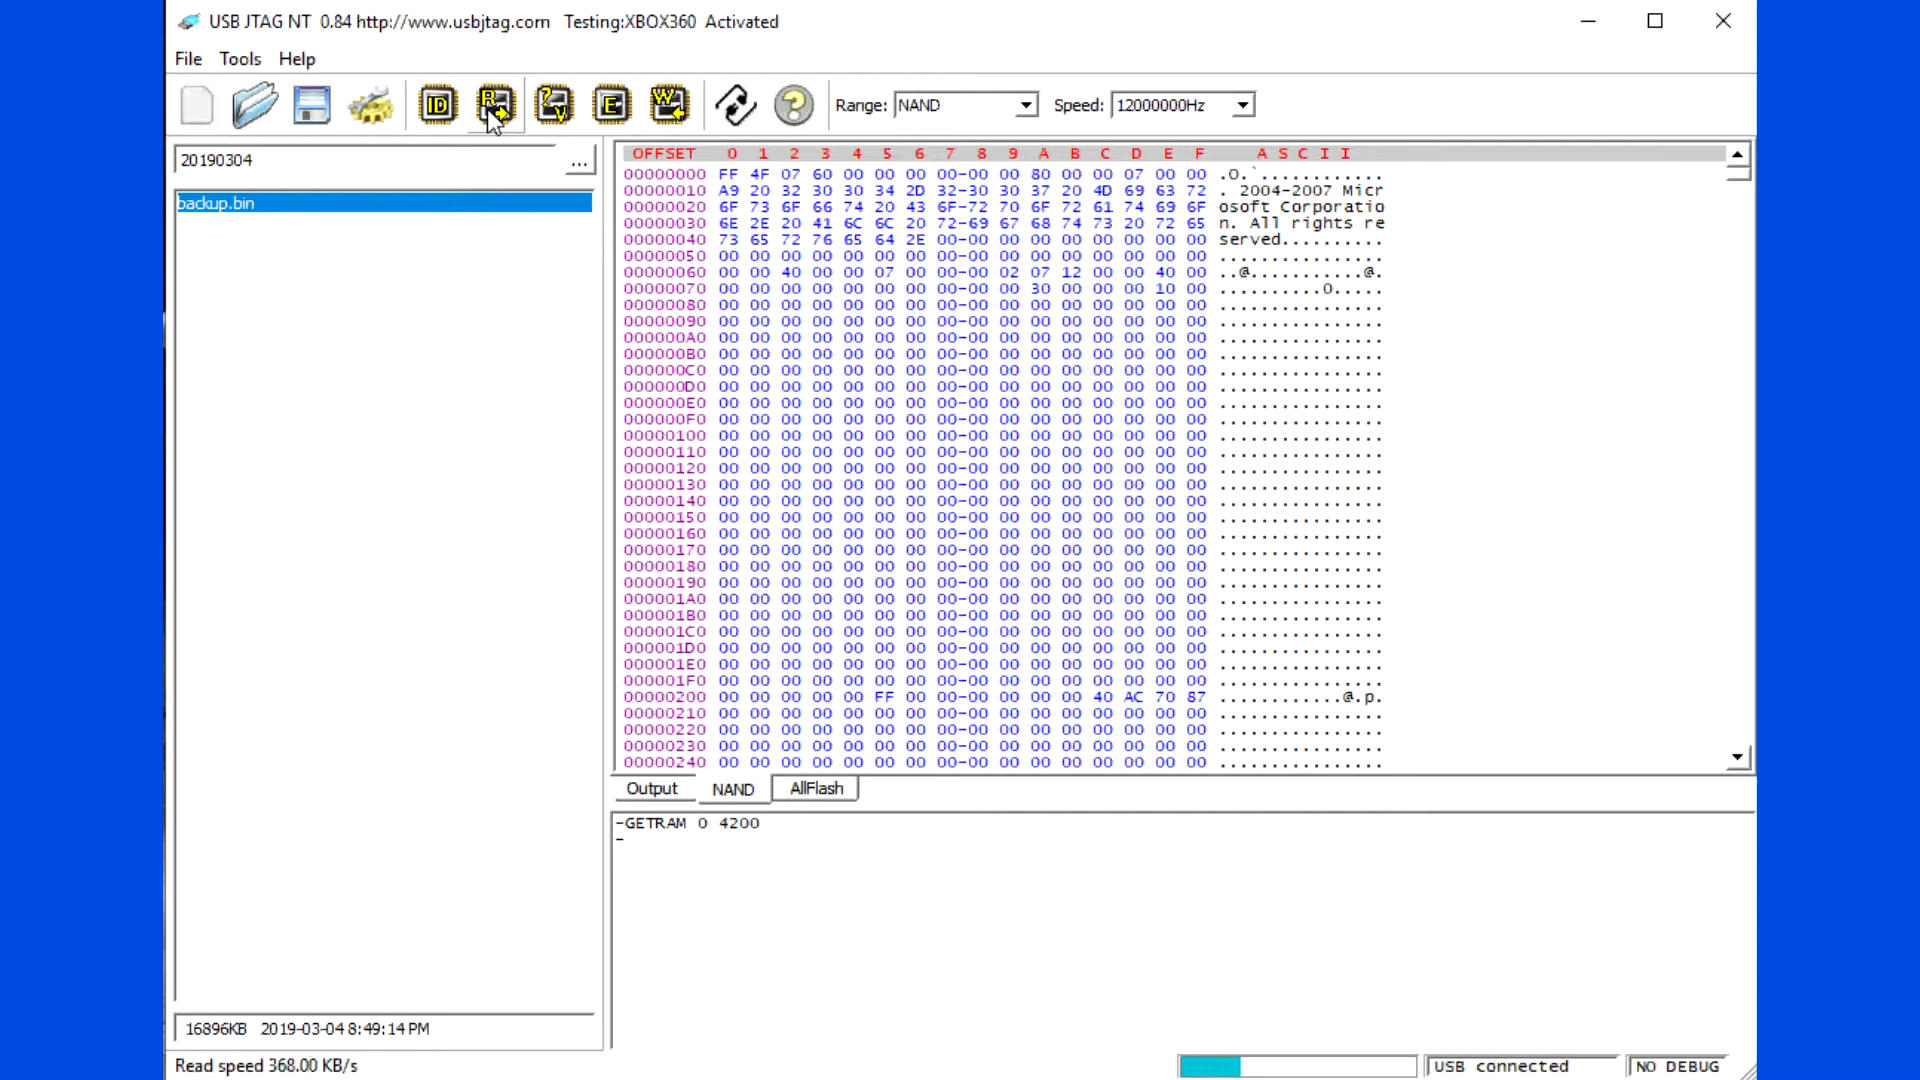 USB JTAG NT 0.84 http://www.usbjtag.com Testing:XBOX360 Activated
File Tools Help
ID R ? V E W Range: NAND Speed: 12000000Hz
20190304 ...
backup.bin
OFFSET 0 1 2 3 4 5 6 7 8 9 A B C D E F A S C I I
00000000 FF 4F 07 60 00 00 00 00-00 00 80 00 00 07 00 00 .O.`............
00000010 A9 20 32 30 30 34 2D 32-30 30 37 20 4D 69 63 72 . 2004-2007 Micr
00000020 6F 73 6F 66 74 20 43 6F-72 70 6F 72 61 74 69 6F osoft Corporatio
00000030 6E 2E 20 41 6C 6C 20 72-69 67 68 74 73 20 72 65 n. All rights re
00000040 73 65 72 76 65 64 2E 00-00 00 00 00 00 00 00 00 served..........
00000050 00 00 00 00 00 00 00 00-00 00 00 00 00 00 00 00 ................
00000060 00 00 40 00 00 07 00 00-00 02 07 12 00 00 40 00 ..@...........@.
00000070 00 00 00 00 00 00 00 00-00 00 30 00 00 00 10 00 ..........0.....
00000080 00 00 00 00 00 00 00 00-00 00 00 00 00 00 00 00 ................
00000090 00 00 00 00 00 00 00 00-00 00 00 00 00 00 00 00 ................
000000A0 00 00 00 00 00 00 00 00-00 00 00 00 00 00 00 00 ................
000000B0 00 00 00 00 00 00 00 00-00 00 00 00 00 00 00 00 ................
000000C0 00 00 00 00 00 00 00 00-00 00 00 00 00 00 00 00 ................
000000D0 00 00 00 00 00 00 00 00-00 00 00 00 00 00 00 00 ................
000000E0 00 00 00 00 00 00 00 00-00 00 00 00 00 00 00 00 ................
000000F0 00 00 00 00 00 00 00 00-00 00 00 00 00 00 00 00 ................
00000100 00 00 00 00 00 00 00 00-00 00 00 00 00 00 00 00 ................
00000110 00 00 00 00 00 00 00 00-00 00 00 00 00 00 00 00 ................
00000120 00 00 00 00 00 00 00 00-00 00 00 00 00 00 00 00 ................
00000130 00 00 00 00 00 00 00 00-00 00 00 00 00 00 00 00 ................
00000140 00 00 00 00 00 00 00 00-00 00 00 00 00 00 00 00 ................
00000150 00 00 00 00 00 00 00 00-00 00 00 00 00 00 00 00 ................
00000160 00 00 00 00 00 00 00 00-00 00 00 00 00 00 00 00 ................
00000170 00 00 00 00 00 00 00 00-00 00 00 00 00 00 00 00 ................
00000180 00 00 00 00 00 00 00 00-00 00 00 00 00 00 00 00 ................
00000190 00 00 00 00 00 00 00 00-00 00 00 00 00 00 00 00 ................
000001A0 00 00 00 00 00 00 00 00-00 00 00 00 00 00 00 00 ................
000001B0 00 00 00 00 00 00 00 00-00 00 00 00 00 00 00 00 ................
000001C0 00 00 00 00 00 00 00 00-00 00 00 00 00 00 00 00 ................
000001D0 00 00 00 00 00 00 00 00-00 00 00 00 00 00 00 00 ................
000001E0 00 00 00 00 00 00 00 00-00 00 00 00 00 00 00 00 ................
000001F0 00 00 00 00 00 00 00 00-00 00 00 00 00 00 00 00 ................
00000200 00 00 00 00 00 FF 00 00-00 00 00 00 40 AC 70 87 ............@.p.
00000210 00 00 00 00 00 00 00 00-00 00 00 00 00 00 00 00 ................
00000220 00 00 00 00 00 00 00 00-00 00 00 00 00 00 00 00 ................
00000230 00 00 00 00 00 00 00 00-00 00 00 00 00 00 00 00 ................
00000240 00 00 00 00 00 00 00 00-00 00 00 00 00 00 00 00 ................
Output NAND AllFlash
-GETRAM 0 4200
-
16896KB 2019-03-04 8:49:14 PM
Read speed 368.00 KB/s USB connected NO DEBUG